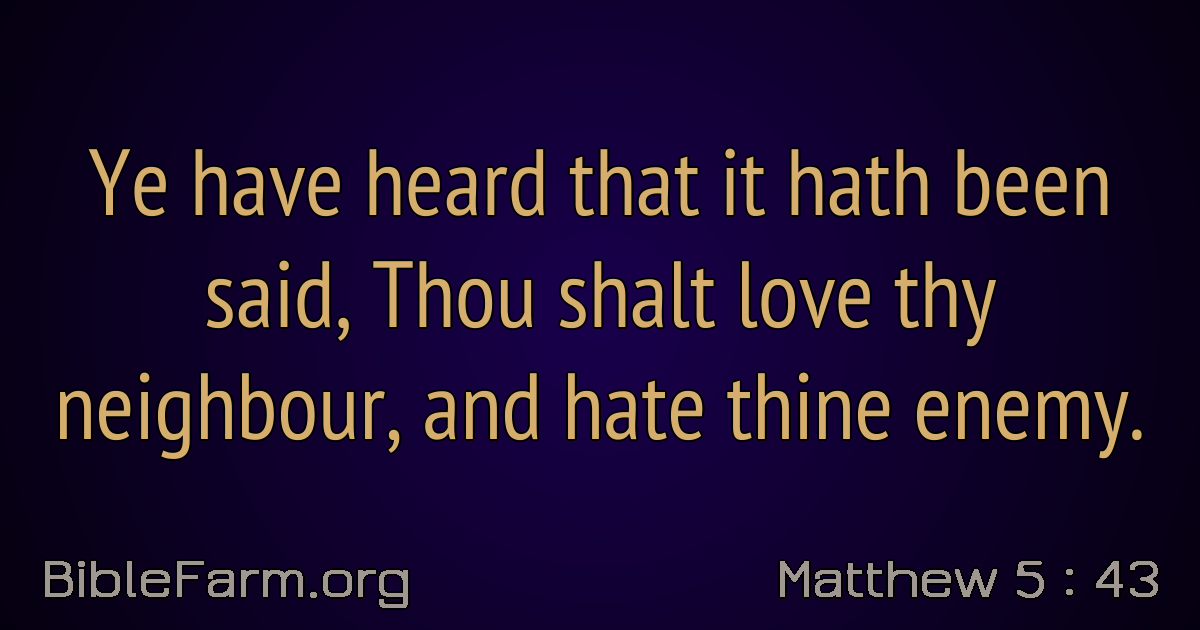 Ye have heard that it hath been
said, Thou shalt love thy
neighbour, and hate thine enemy.
BibleFarm.org
Matthew 5 : 43